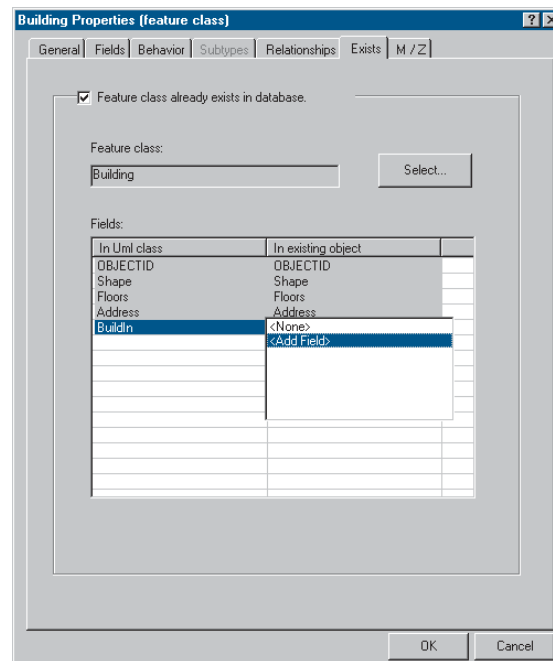 Building Properties (feature class)
General Fields Behavior Subtypes Relationships Exists M / Z
Feature class already exists in database.
Feature class:
Building
Select...
Fields:
In Uml class In existing object
OBJECTID OBJECTID
Shape Shape
Floors Floors
Address Address
BuildIn <None>
<Add Field>
OK Cancel